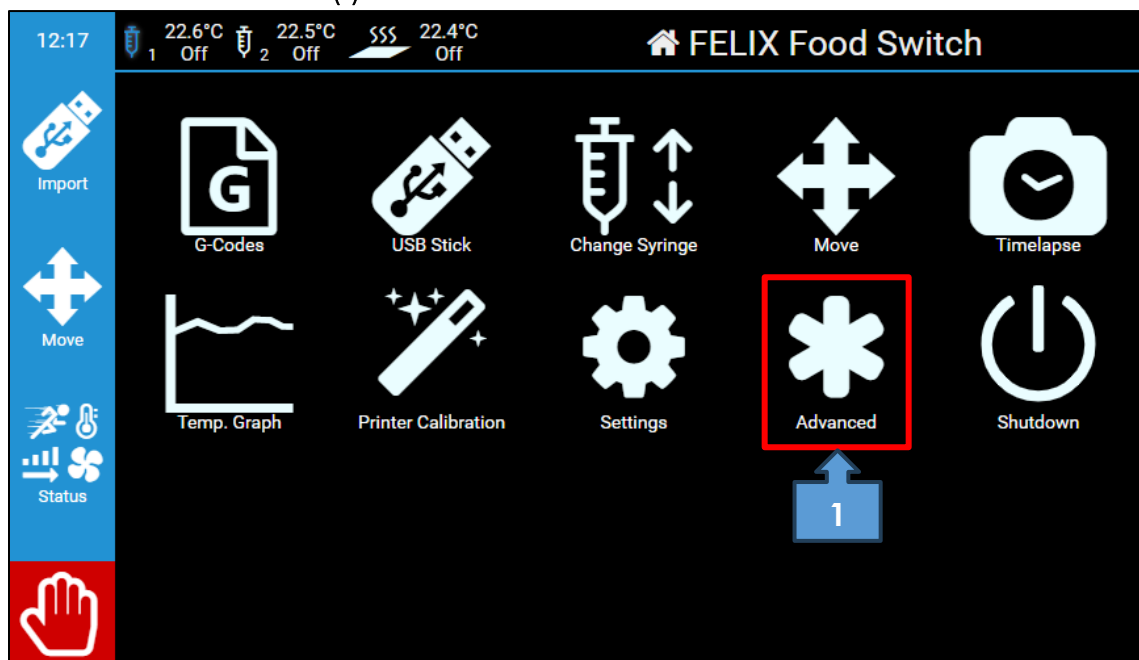 12:17
1 22.6°C Off
2 22.5°C Off
22.4°C Off
FELIX Food Switch
Import
Move
Status
G
G-Codes
USB Stick
Change Syringe
Move
Timelapse
Temp. Graph
Printer Calibration
Settings
Advanced
Shutdown
1